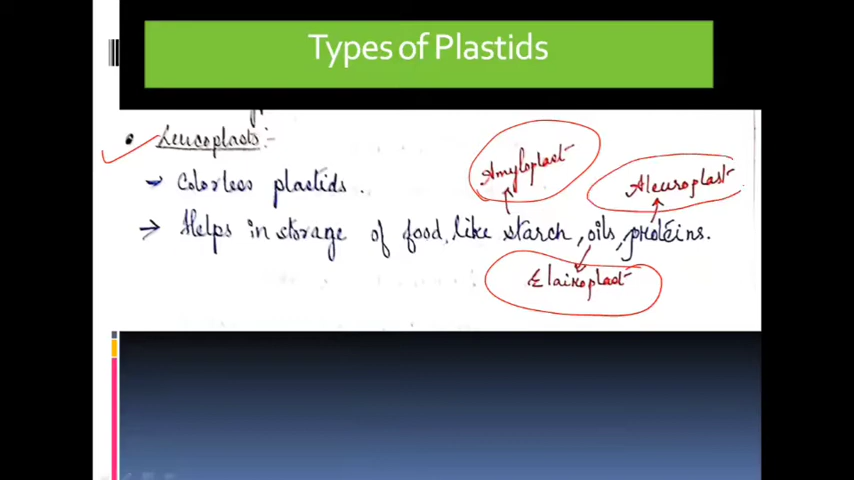 Types of Plastids
Leucoplasts :-
Amyloplast
Aleuroplast
→ Colorless plastids .
→ Helps in storage of food like starch , oils , proteins.
Elaioplast